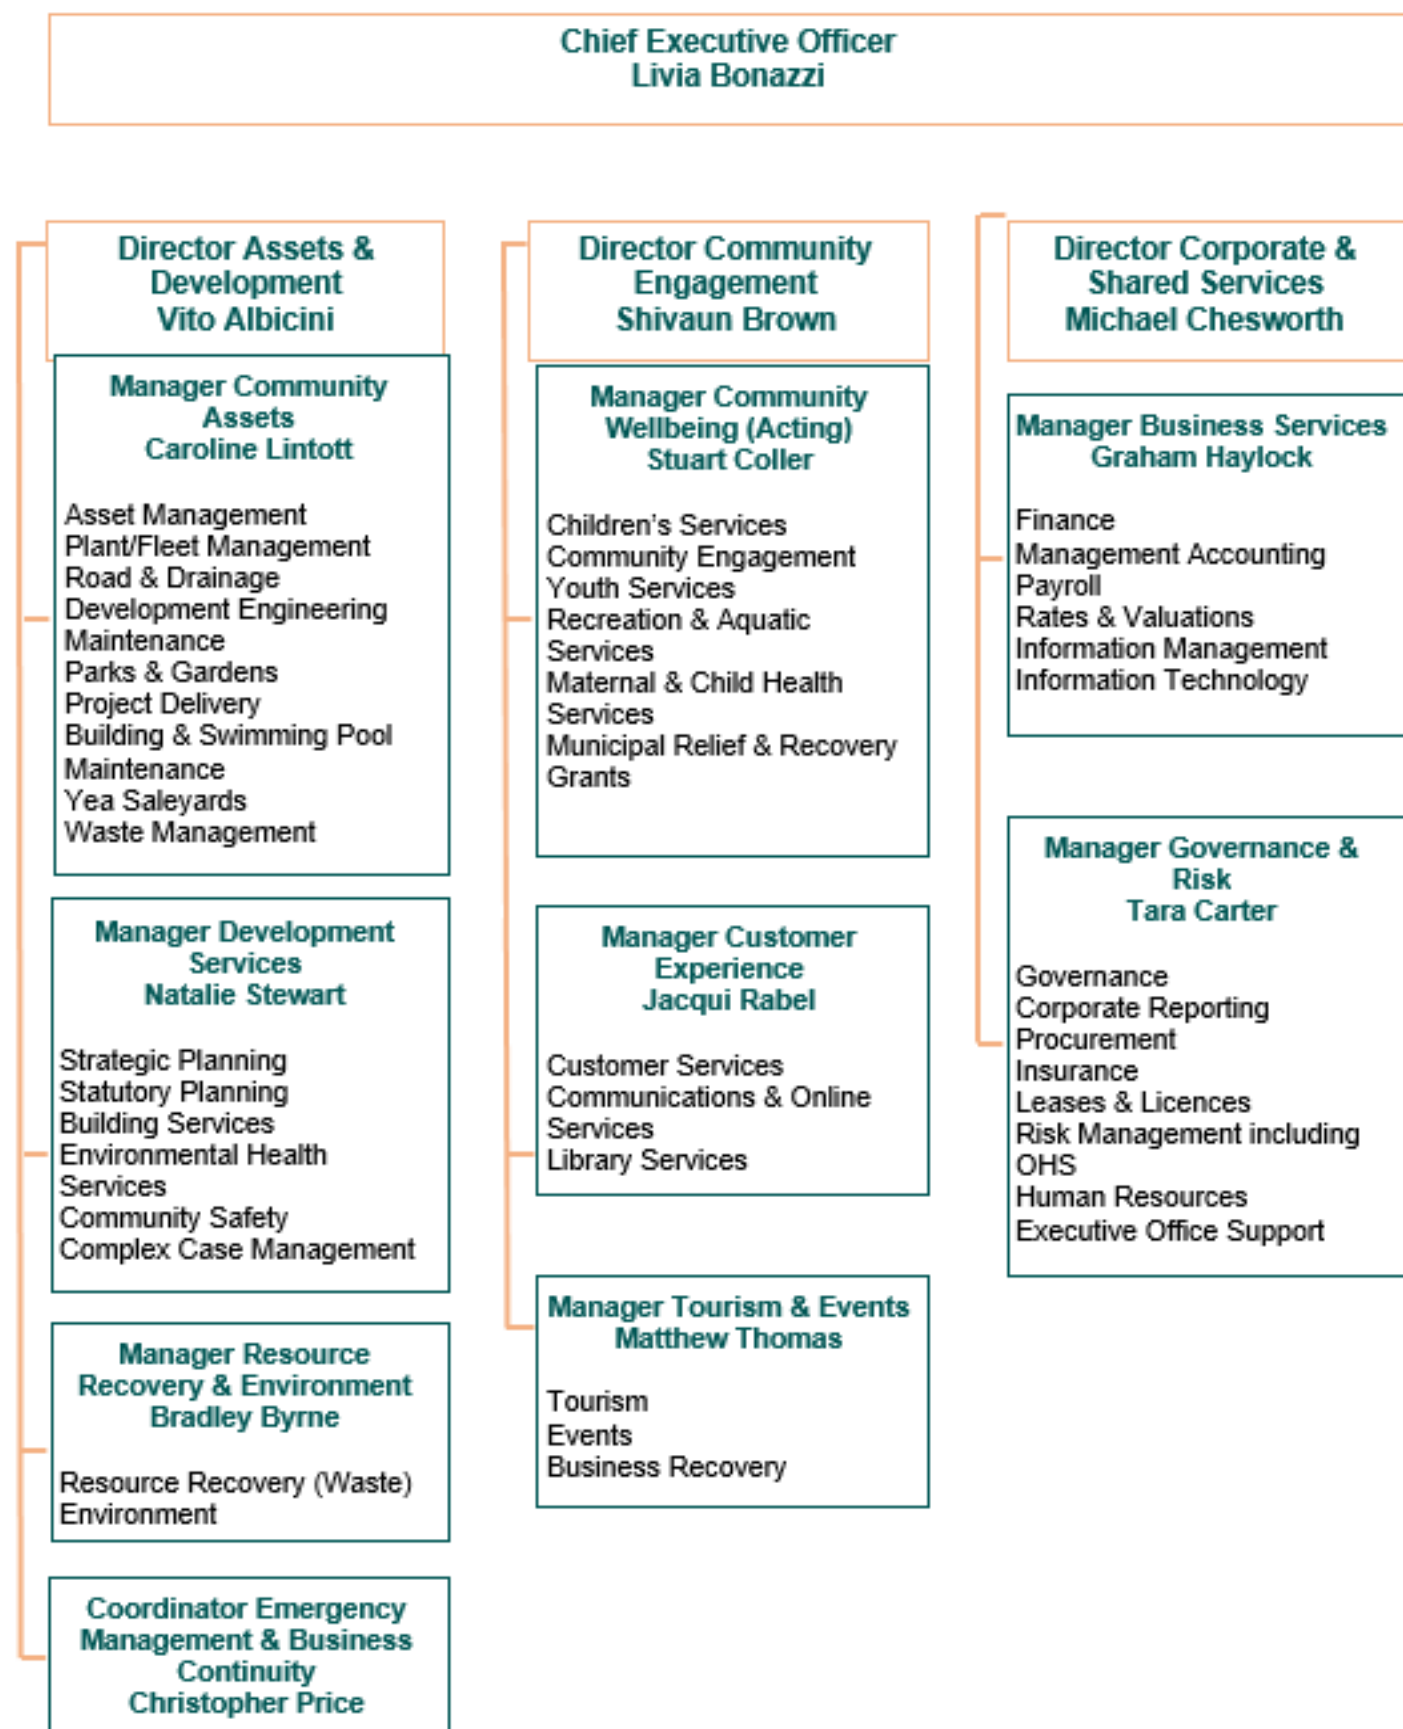 Chief Executive Officer
Livia Bonazzi
Director Assets &
Development
Vito Albicini
Manager Community
Assets
Caroline Lintott
Asset Management
Plant/Fleet Management
Road & Drainage
Development Engineering
Maintenance
Parks & Gardens
Project Delivery
Building & Swimming Pool
Maintenance
Yea Saleyards
Waste Management
Manager Development
Services
Natalie Stewart
Strategic Planning
Statutory Planning
Building Services
Environmental Health
Services
Community Safety
Complex Case Management
Manager Resource
Recovery & Environment
Bradley Byrne
Resource Recovery (Waste)
Environment
Coordinator Emergency
Management & Business
Continuity
Christopher Price
Director Community
Engagement
Shivaun Brown
Manager Community
Wellbeing (Acting)
Stuart Coller
Children’s Services
Community Engagement
Youth Services
Recreation & Aquatic
Services
Maternal & Child Health
Services
Municipal Relief & Recovery
Grants
Manager Customer
Experience
Jacqui Rabel
Customer Services
Communications & Online
Services
Library Services
Manager Tourism & Events
Matthew Thomas
Tourism
Events
Business Recovery
Director Corporate &
Shared Services
Michael Chesworth
Manager Business Services
Graham Haylock
Finance
Management Accounting
Payroll
Rates & Valuations
Information Management
Information Technology
Manager Governance &
Risk
Tara Carter
Governance
Corporate Reporting
Procurement
Insurance
Leases & Licences
Risk Management including
OHS
Human Resources
Executive Office Support